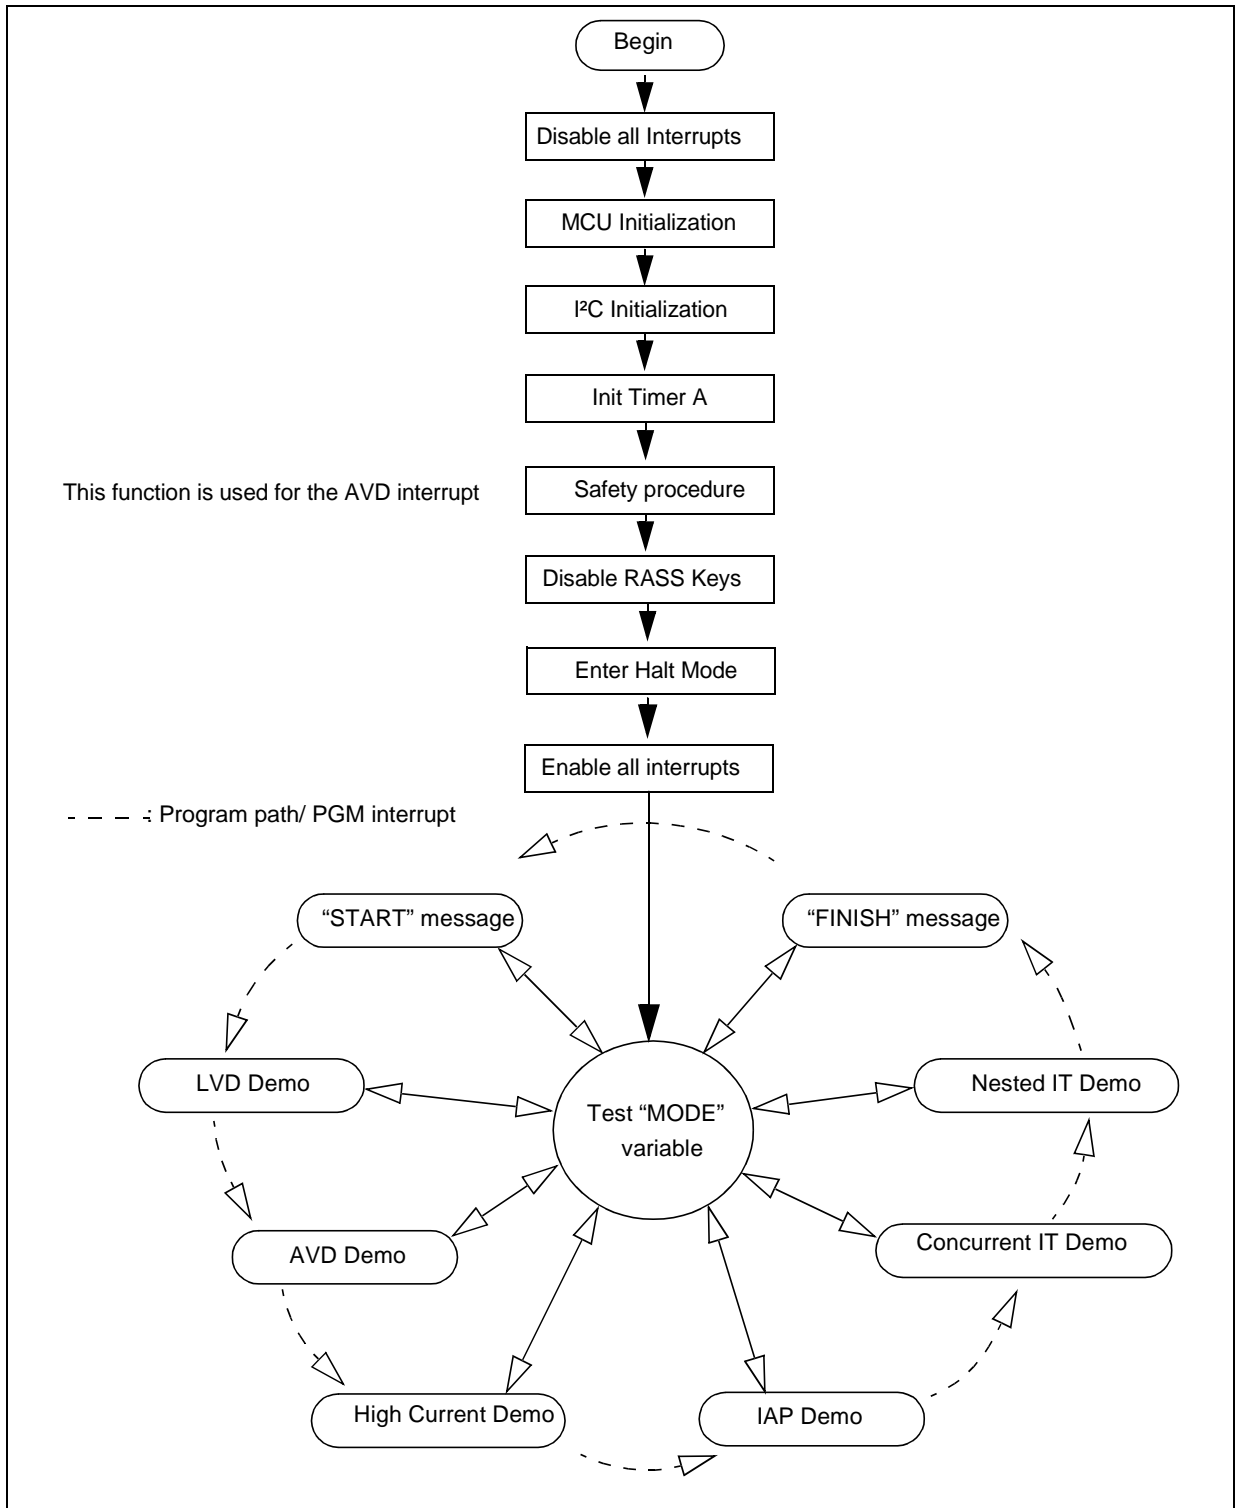 Begin
Disable all Interrupts
MCU Initialization
I²C Initialization
Init Timer A
This function is used for the AVD interrupt
Safety procedure
Disable RASS Keys
Enter Halt Mode
Enable all interrupts
: Program path/ PGM interrupt
“START” message
“FINISH” message
LVD Demo
Nested IT Demo
Test “MODE”
variable
AVD Demo
Concurrent IT Demo
High Current Demo
IAP Demo